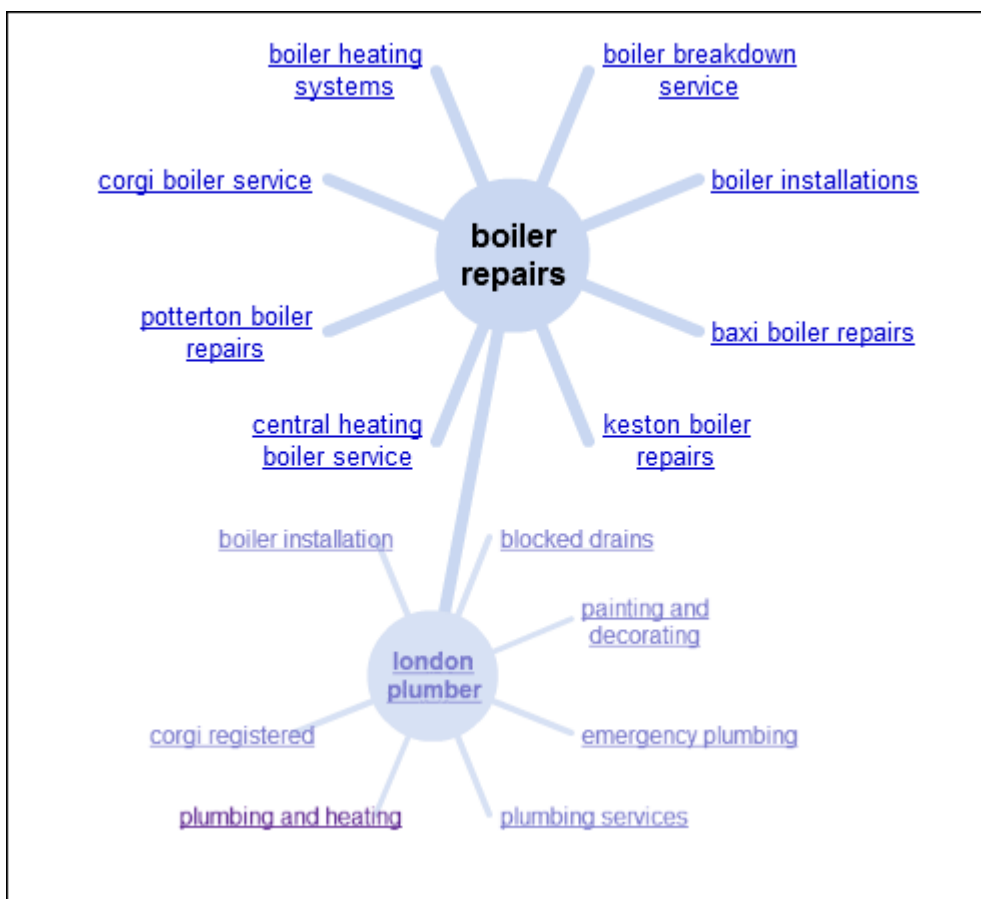 boiler heating
systems
boiler breakdown
service
corgi boiler service
boiler installations
boiler
repairs
potterton boiler
repairs
baxi boiler repairs
central heating
boiler service
keston boiler
repairs
boiler installation
blocked drains
painting and
decorating
london
plumber
corgi registered
emergency plumbing
plumbing and heating
plumbing services